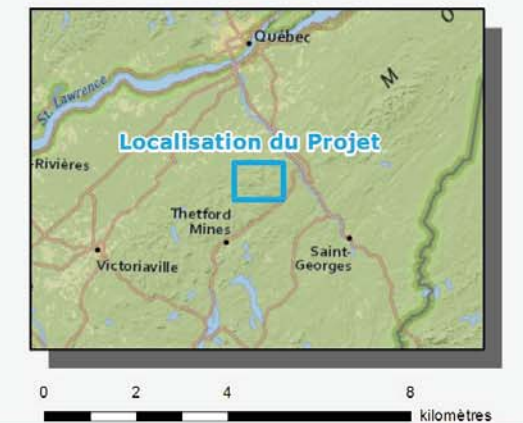 Québec
M
O
St. Lawrence
Localisation du Projet
-Rivières
Thetford
Mines
Saint-
Georges
Victoriaville
0 2 4 8
kilomètres